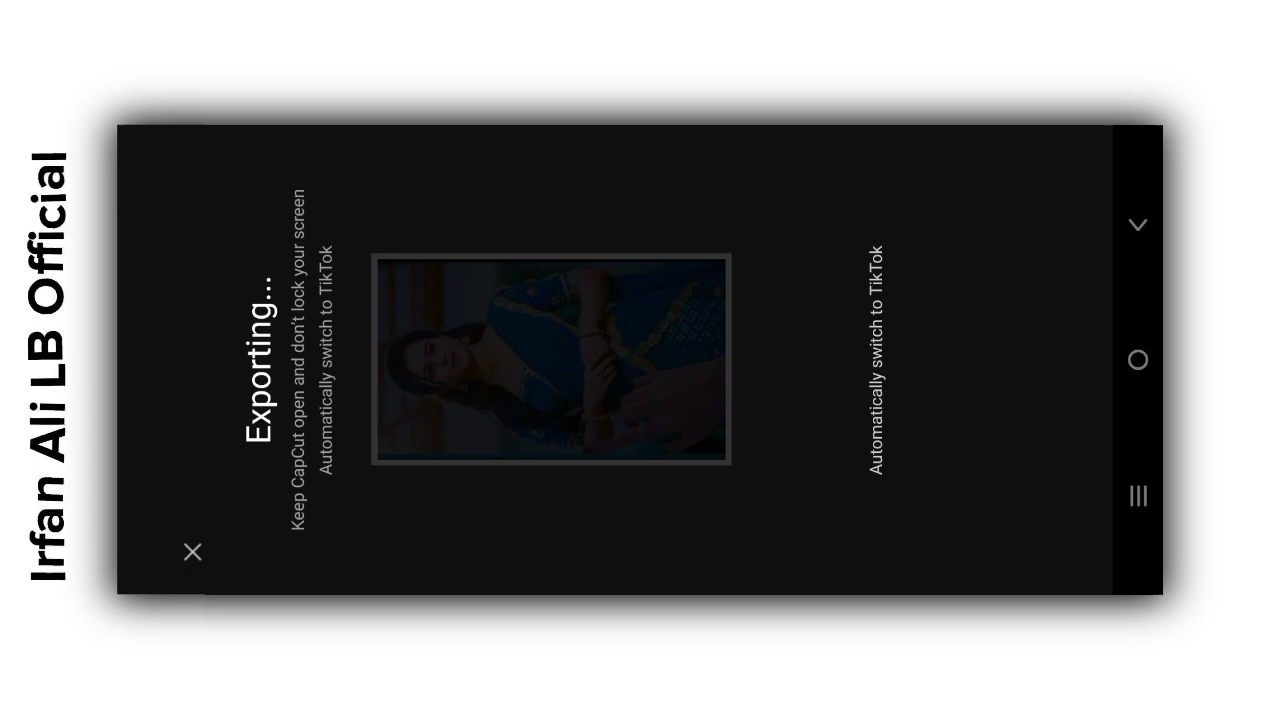 Irfan Ali LB Official
Exporting...
Keep CapCut open and don't lock your screen
Automatically switch to TikTok
Automatically switch to TikTok